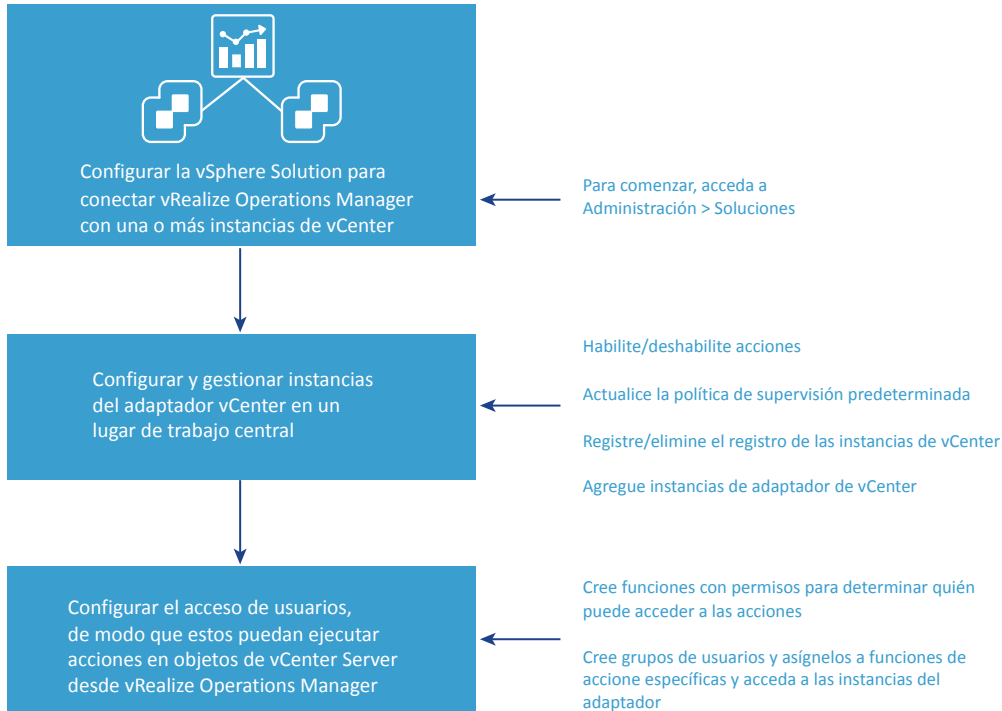 Configurar la vSphere Solution para
conectar vRealize Operations Manager
con una o más instancias de vCenter
Para comenzar, acceda a
Administración > Soluciones
Configurar y gestionar instancias
del adaptador vCenter en un
lugar de trabajo central
Habilite/deshabilite acciones
Actualice la política de supervisión predeterminada
Registre/elimine el registro de las instancias de vCenter
Agregue instancias de adaptador de vCenter
Configurar el acceso de usuarios,
de modo que estos puedan ejecutar
acciones en objetos de vCenter Server
desde vRealize Operations Manager
Cree funciones con permisos para determinar quién
puede acceder a las acciones
Cree grupos de usuarios y asígnelos a funciones de
accione específicas y acceda a las instancias del
adaptador